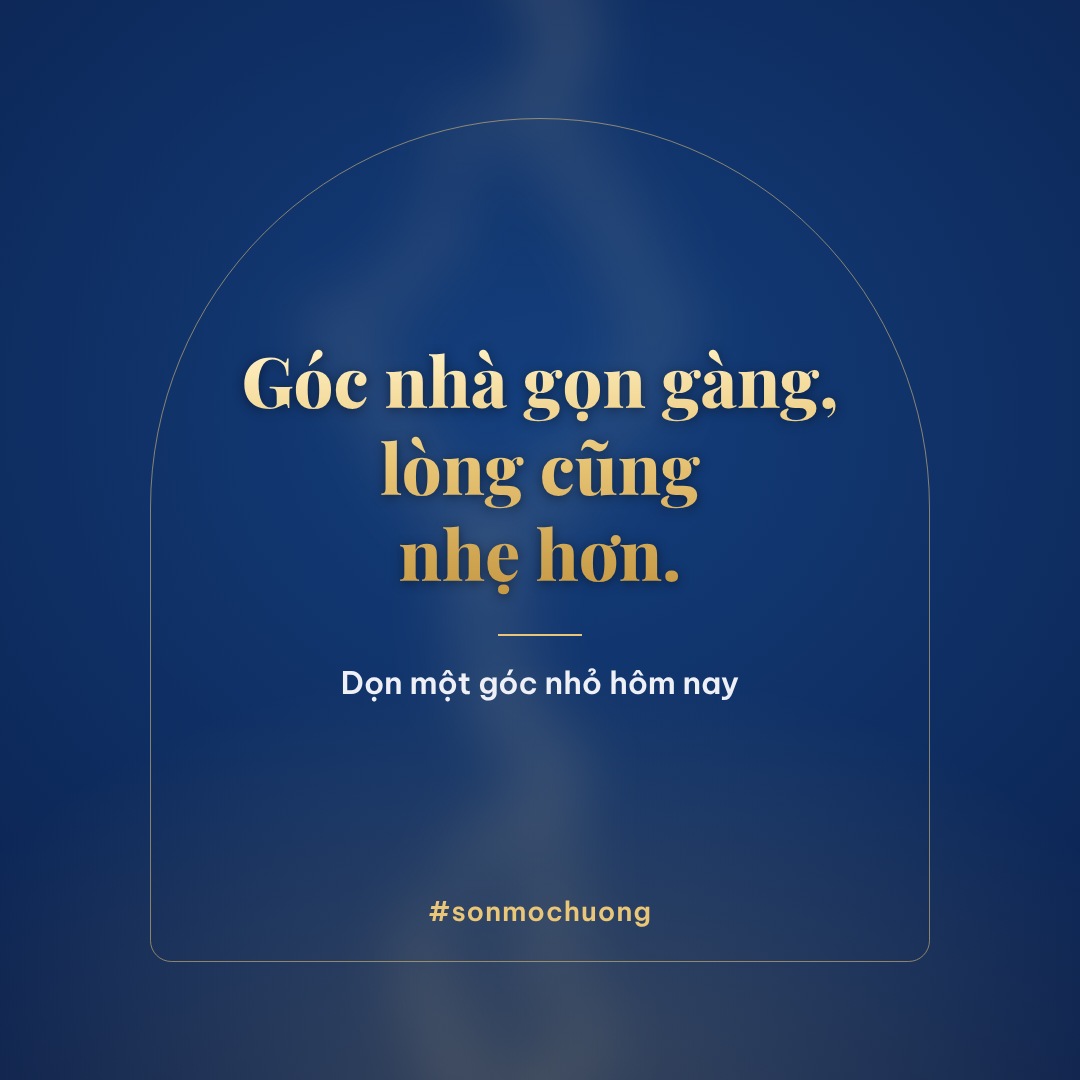 Góc nhà gọn gàng,
lòng cũng
nhẹ hơn.
Dọn một góc nhỏ hôm nay
#sonmochuong